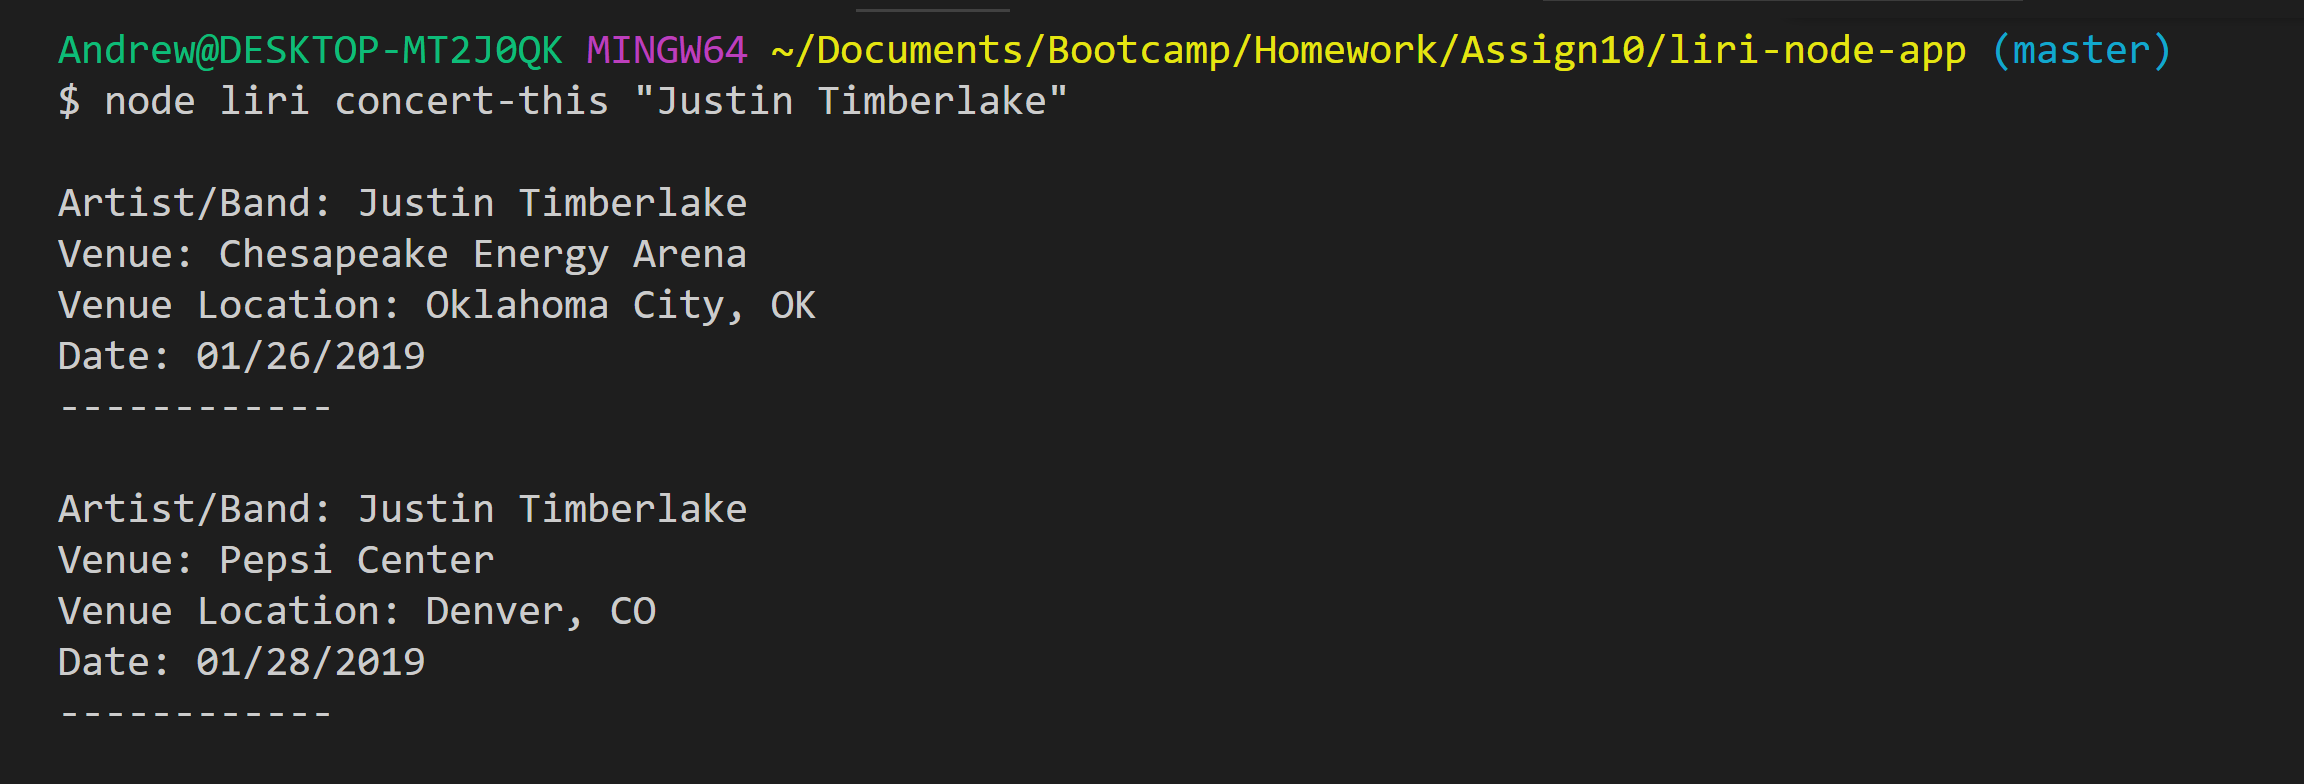 Andrew@DESKTOP-MT2J0QK MINGW64 ~/Documents/Bootcamp/Homework/Assign10/liri-node-app (master)
$ node liri concert-this "Justin Timberlake"
Artist/Band: Justin Timberlake
Venue: Chesapeake Energy Arena
Venue Location: Oklahoma City, OK
Date: 01/26/2019
------------
Artist/Band: Justin Timberlake
Venue: Pepsi Center
Venue Location: Denver, CO
Date: 01/28/2019
------------